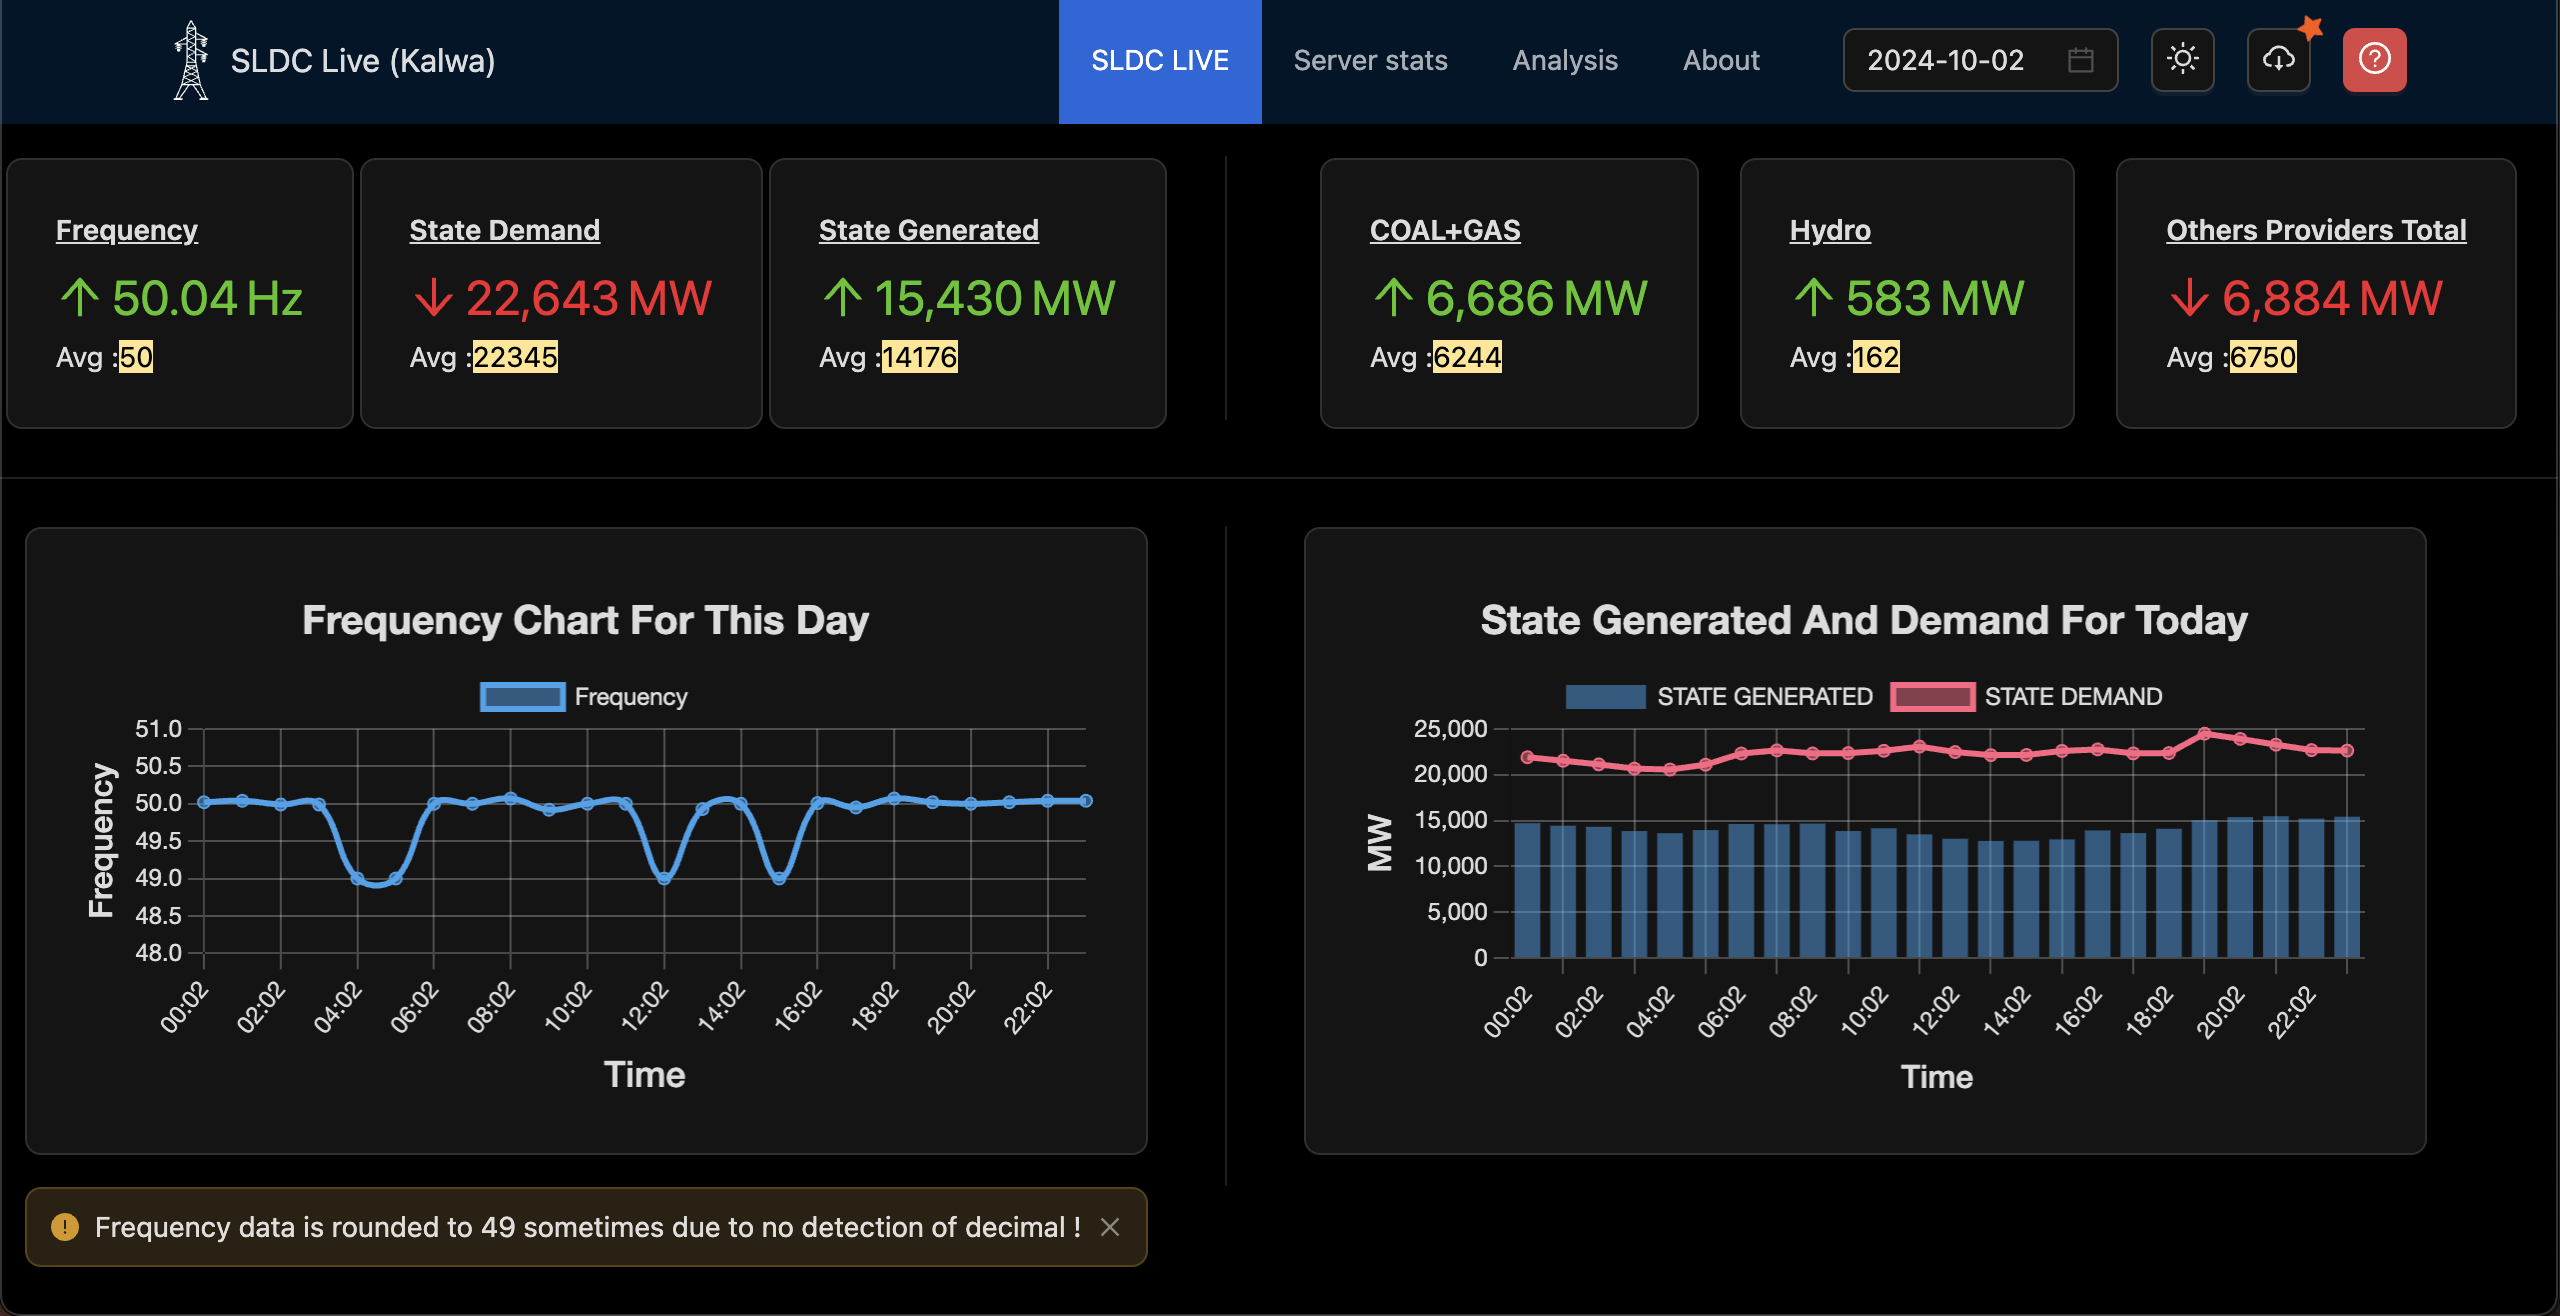 SLDC Live (Kalwa)
SLDC LIVE
Server stats
Analysis
About
2024-10-02
Frequency
50.04 Hz
Avg :50
State Demand
22,643 MW
Avg :22345
State Generated
15,430 MW
Avg :14176
COAL+GAS
6,686 MW
Avg :6244
Hydro
583 MW
Avg :162
Others Providers Total
6,884 MW
Avg :6750
Frequency Chart For This Day
Frequency
51.0
50.5
50.0
49.5
49.0
48.5
48.0
Frequency
00:02
02:02
04:02
06:02
08:02
10:02
12:02
14:02
16:02
18:02
20:02
22:02
Time
State Generated And Demand For Today
STATE GENERATED
STATE DEMAND
25,000
20,000
15,000
10,000
5,000
0
MW
00:02
02:02
04:02
06:02
08:02
10:02
12:02
14:02
16:02
18:02
20:02
22:02
Time
Frequency data is rounded to 49 sometimes due to no detection of decimal !